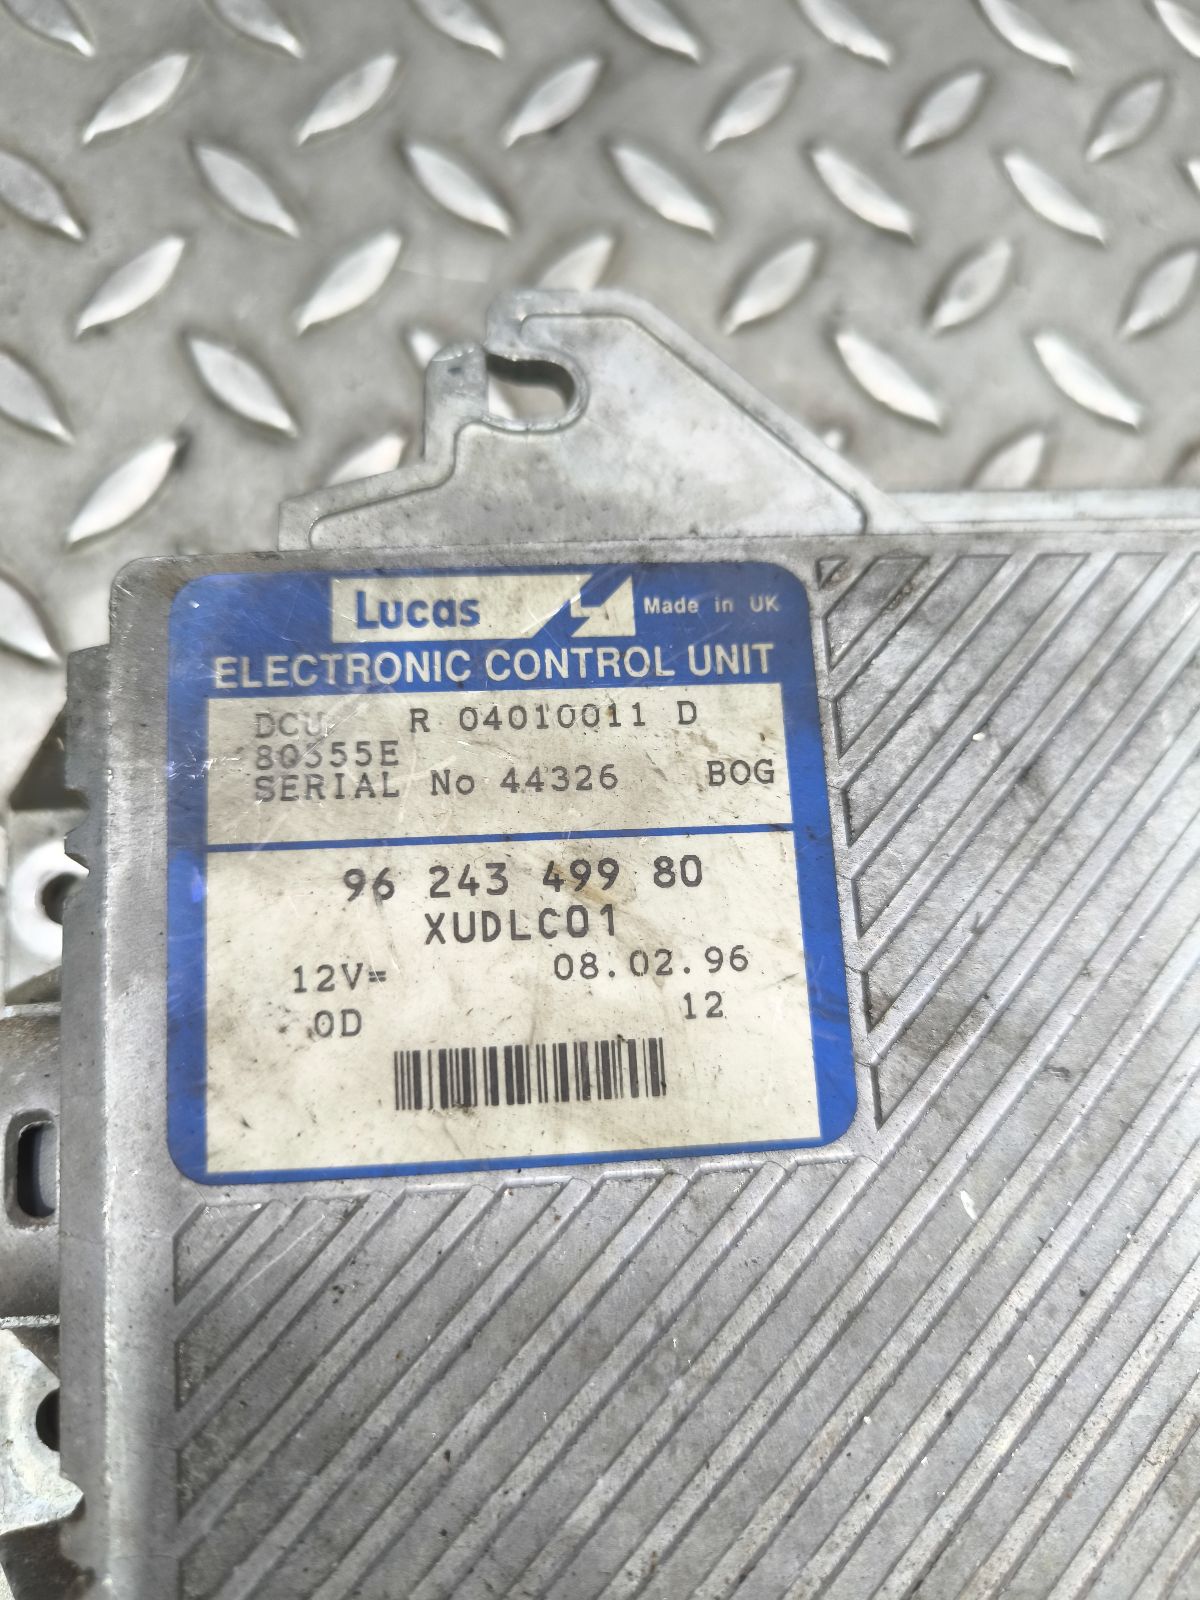 Lucas Made in UK
ELECTRONIC CONTROL UNIT
DCU R 04010011 D
80355E
SERIAL No 44326 BOG
96 243 499 80
XUDLC01
12V= 08.02.96
0D 12